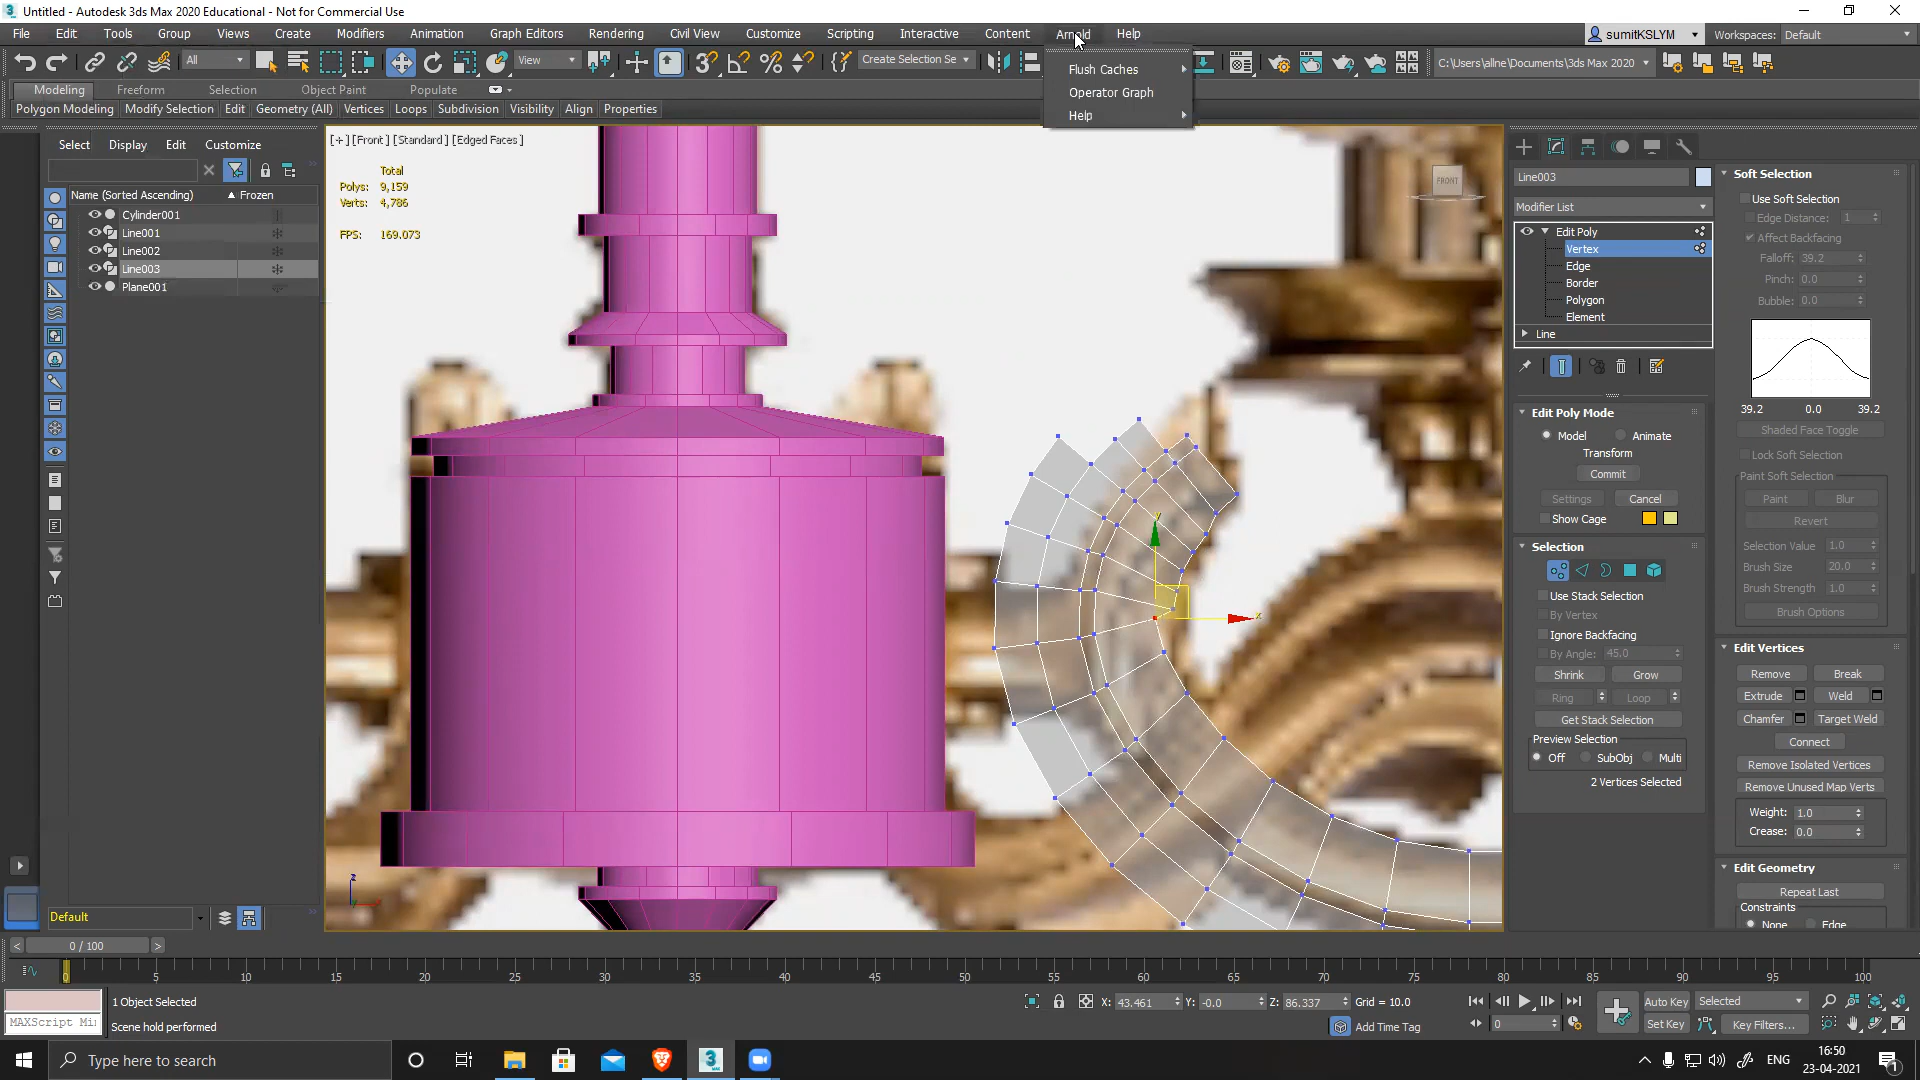 Untitled - Autodesk 3ds Max 2020 Educational - Not for Commercial Use
File Edit Tools Group Views Create Modifiers Animation Graph Editors Rendering Civil View Customize Scripting Interactive Content Arnold Help
sumitKSLYM Workspaces: Default
All View Create Selection Se C:\Users\allne\Documents\3ds Max 2020
Modeling Freeform Selection Object Paint Populate
Polygon Modeling Modify Selection Edit Geometry (All) Vertices Loops Subdivision Visibility Align Properties
Flush Caches
Operator Graph
Help
Select Display Edit Customize
Name (Sorted Ascending) Frozen
Cylinder001
Line001
Line002
Line003
Plane001
Default
[+] [Front] [Standard] [Edged Faces]
Total
Polys: 9,159
Verts: 4,786
FPS: 169.073
FRONT
y
x
z
Line003
Modifier List
Edit Poly
Vertex
Edge
Border
Polygon
Element
Line
Edit Poly Mode
Model Animate
Transform
Commit
Settings Cancel
Show Cage
Selection
Use Stack Selection
By Vertex
Ignore Backfacing
By Angle: 45.0
Shrink Grow
Ring Loop
Get Stack Selection
Preview Selection
Off SubObj Multi
2 Vertices Selected
Soft Selection
Use Soft Selection
Edge Distance: 1
Affect Backfacing
Falloff: 39.2
Pinch: 0.0
Bubble: 0.0
39.2 0.0 39.2
Shaded Face Toggle
Lock Soft Selection
Paint Soft Selection
Paint Blur
Revert
Selection Value 1.0
Brush Size 20.0
Brush Strength 1.0
Brush Options
Edit Vertices
Remove Break
Extrude Weld
Chamfer Target Weld
Connect
Remove Isolated Vertices
Remove Unused Map Verts
Weight: 1.0
Crease: 0.0
Edit Geometry
Repeat Last
Constraints
None Edge
< 0 / 100 >
0 5 10 15 20 25 30 35 40 45 50 55 60 65 70 75 80 85 90 95 100
1 Object Selected X: 43.461 Y: -0.0 Z: 86.337 Grid = 10.0 Auto Key Selected
MAXScript Mi Scene hold performed Add Time Tag 0 Set Key Key Filters...
Type here to search
ENG
16:50
23-04-2021
1